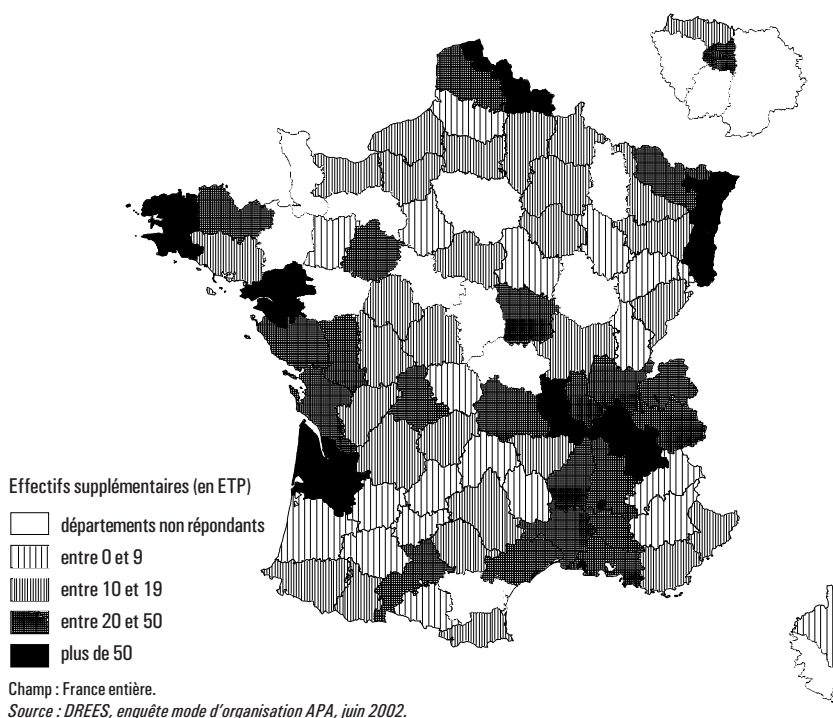 Effectifs supplémentaires (en ETP)
départements non répondants
entre 0 et 9
entre 10 et 19
entre 20 et 50
plus de 50
Champ : France entière.
Source : DREES, enquête mode d'organisation APA, juin 2002.